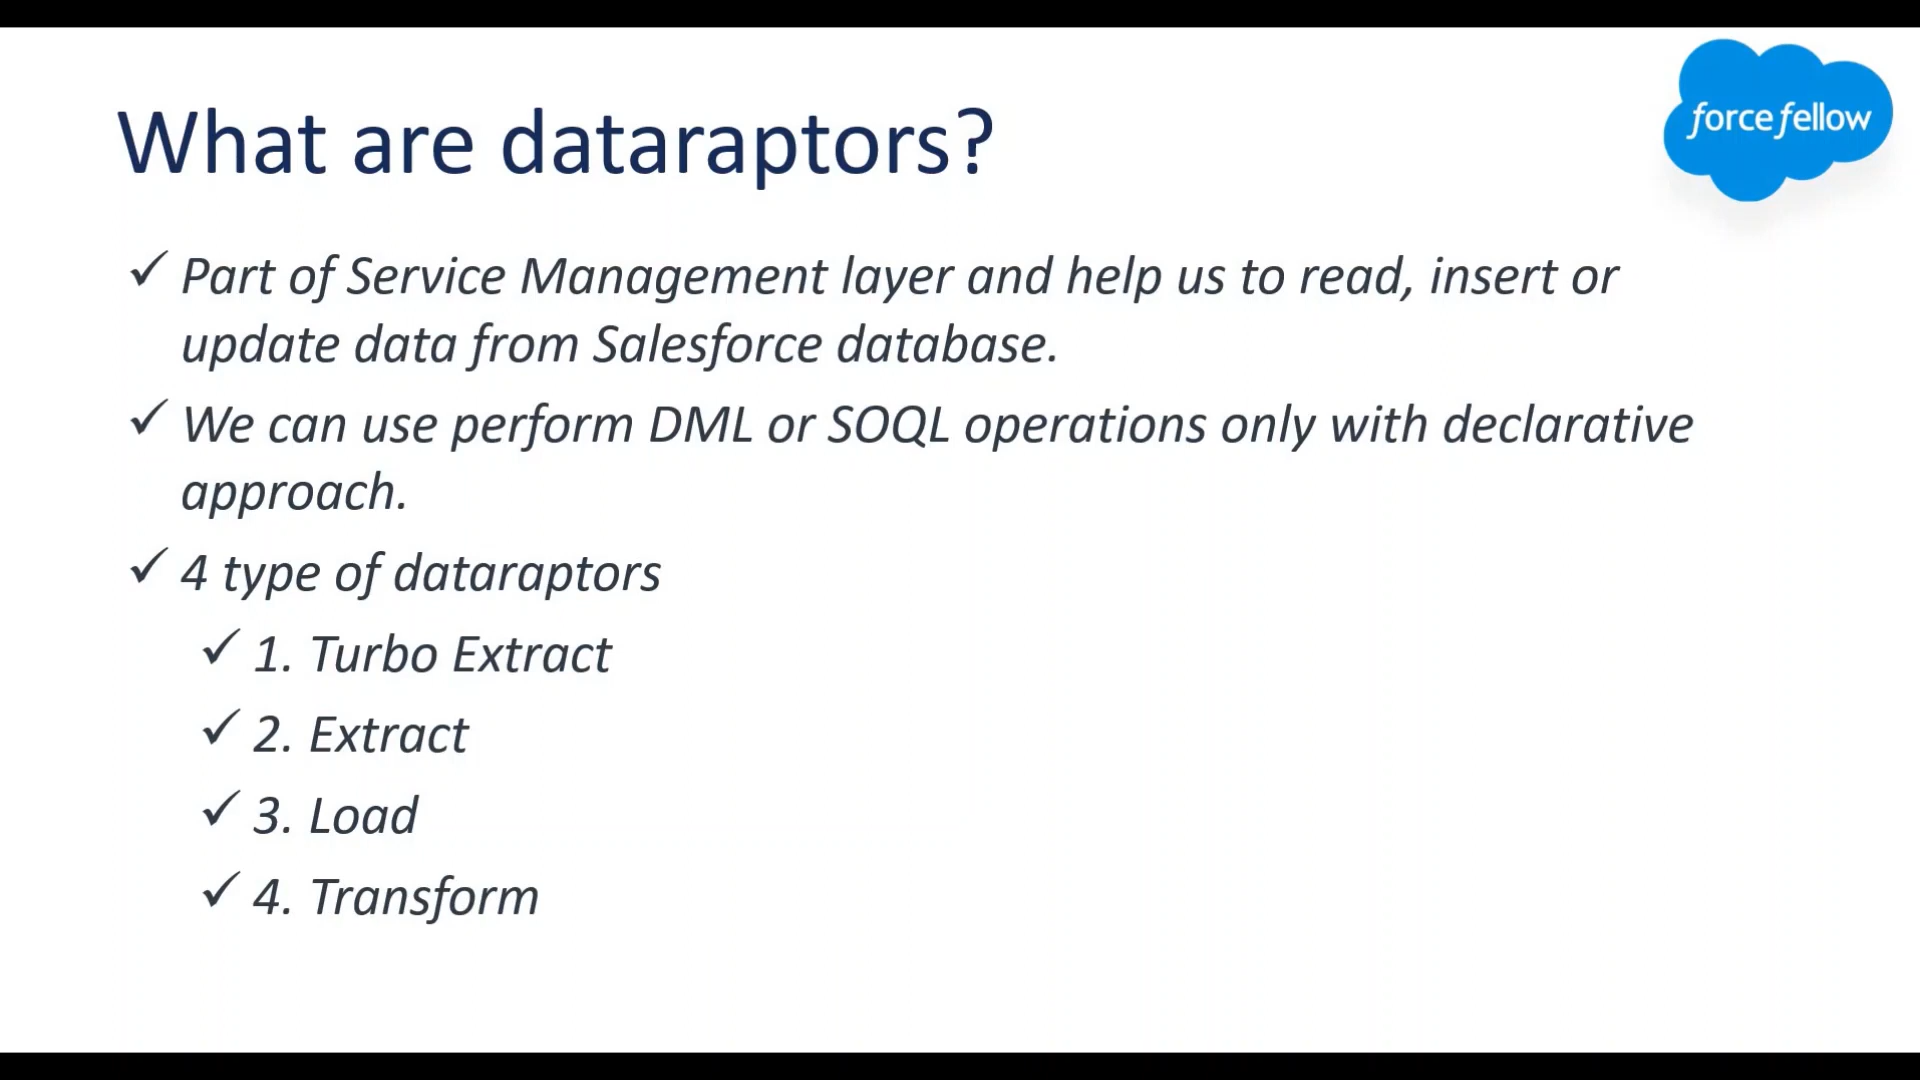 force fellow
What are dataraptors?
✓ Part of Service Management layer and help us to read, insert or
update data from Salesforce database.
✓ We can use perform DML or SOQL operations only with declarative
approach.
✓ 4 type of dataraptors
✓ 1. Turbo Extract
✓ 2. Extract
✓ 3. Load
✓ 4. Transform